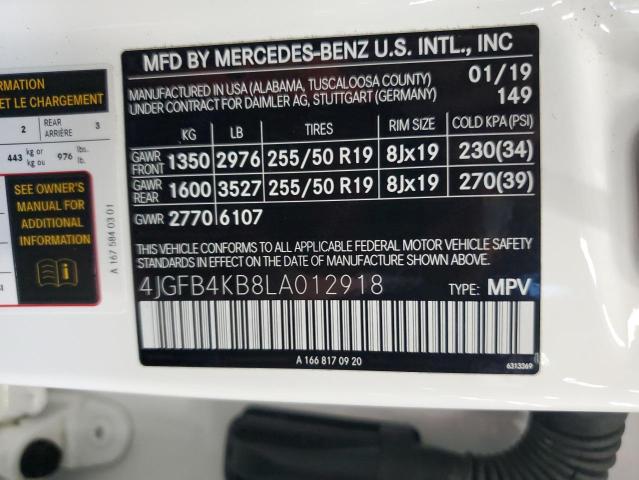 ORMATION
ET LE CHARGEMENT
2 REAR ARRIÈRE 3
443 kg or kg ou 976 lbs. lb.
SEE OWNER'S
MANUAL FOR
ADDITIONAL
INFORMATION
A 167 584 03 01
MFD BY MERCEDES-BENZ U.S. INTL., INC
MANUFACTURED IN USA (ALABAMA, TUSCALOOSA COUNTY) 01/19
UNDER CONTRACT FOR DAIMLER AG, STUTTGART (GERMANY) 149
KG LB TIRES RIM SIZE COLD KPA(PSI)
GAWR FRONT 1350 2976 255/50 R19 8Jx19 230(34)
GAWR REAR 1600 3527 255/50 R19 8Jx19 270(39)
GVWR 2770 6107
THIS VEHICLE CONFORMS TO ALL APPLICABLE FEDERAL MOTOR VEHICLE SAFETY
STANDARDS IN EFFECT ON THE DATE OF MANUFACTURE SHOWN ABOVE.
4JGFB4KB8LA012918 TYPE: MPV
A 166 817 09 20
6313369